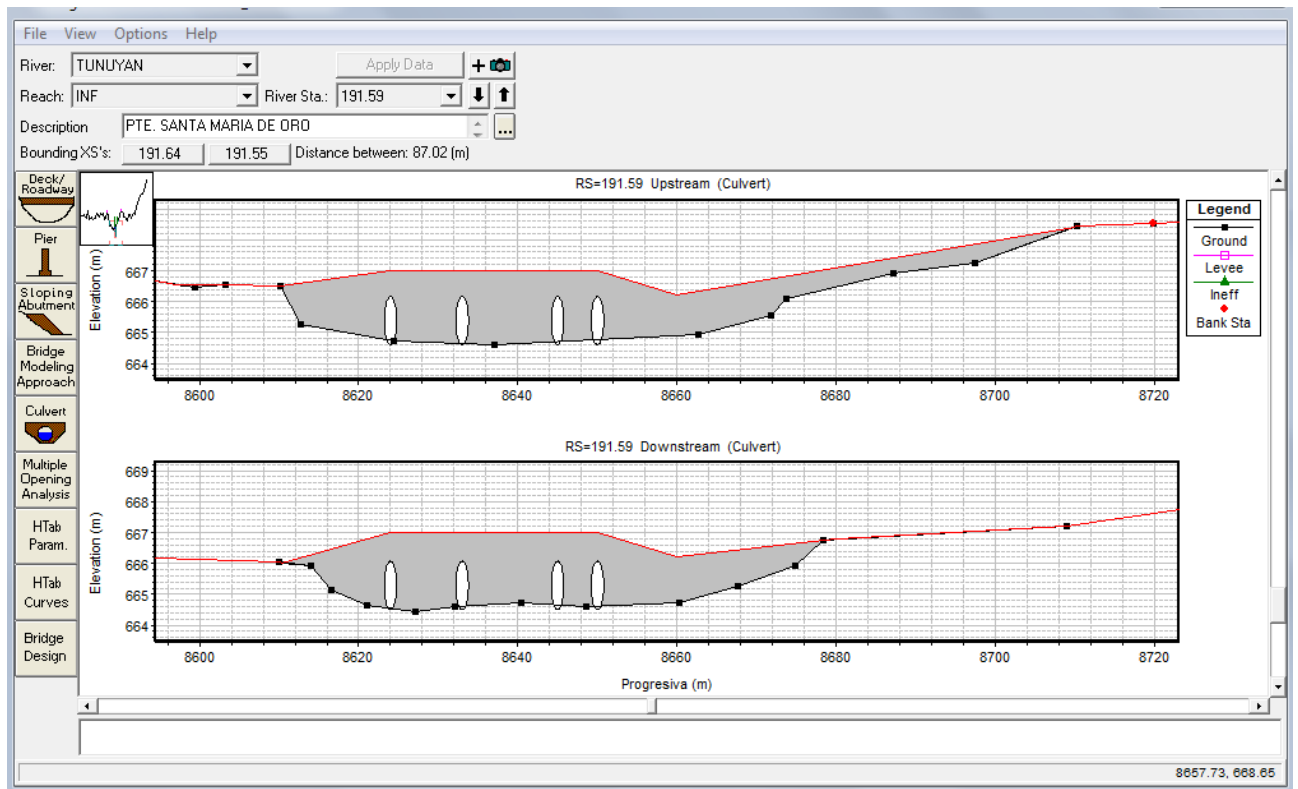 File View Options Help
River: TUNUYAN Apply Data
Reach: INF River Sta.: 191.59
Description PTE. SANTA MARIA DE ORO ...
Bounding XS's: 191.64 191.55 Distance between: 87.02 (m)
Deck/
Roadway
Pier
Sloping
Abutment
Bridge
Modeling
Approach
Culvert
Multiple
Opening
Analysis
HTab
Param.
HTab
Curves
Bridge
Design
RS=191.59 Upstream (Culvert)
Elevation (m)
667
666
665
664
8600 8620 8640 8660 8680 8700 8720
Legend
Ground
Levee
Ineff
Bank Sta
RS=191.59 Downstream (Culvert)
Elevation (m)
669
668
667
666
665
664
8600 8620 8640 8660 8680 8700 8720
Progresiva (m)
8657.73, 668.65